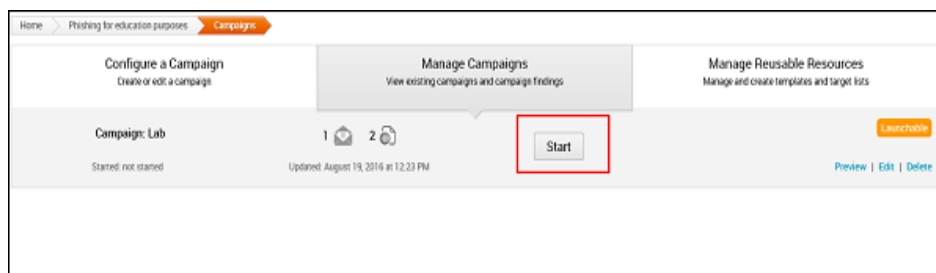 Home Phishing for education purposes Campaigns
Configure a Campaign
Create or edit a campaign
Manage Campaigns
View existing campaigns and campaign findings
Manage Reusable Resources
Manage and create templates and target lists
Campaign: Lab
1 2
Start
Launchable
Started: not started
Updated: August 19, 2016 at 12:23 PM
Preview | Edit | Delete